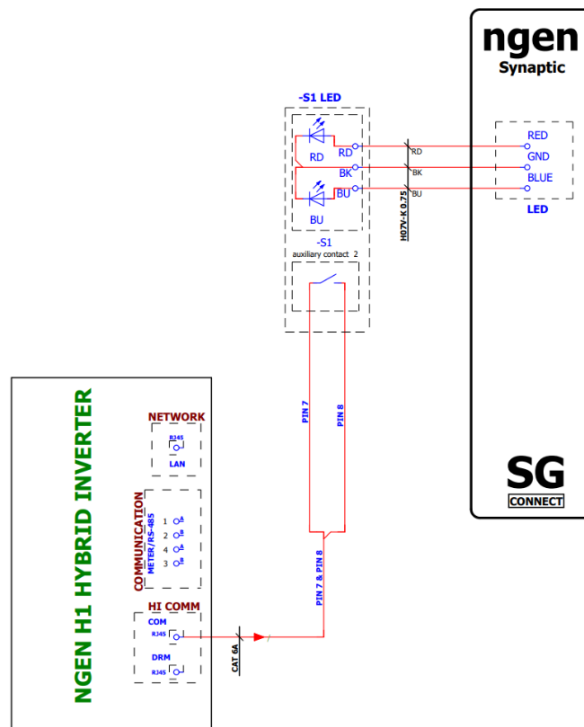 ngen
Synaptic
-S1 LED
RED
GND
BLUE
LED
RD
RD
BK
BU
BU
RD
BK
BU
H07V-K 0.75
-S1
auxiliary contact 2
PIN 7
PIN 8
PIN 7 & PIN 8
SG
CONNECT
NGEN H1 HYBRID INVERTER
NETWORK
RJ45
LAN
COMMUNICATION
METER/RS-485
1 A
2 B
4 A
3 B
HI COMM
COM
RJ45
DRM
RJ45
CAT 6A